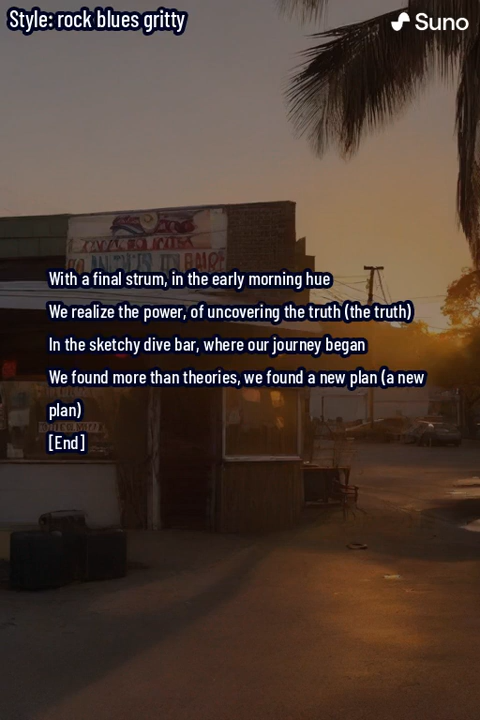 Style: rock blues gritty
Suno
With a final strum, in the early morning hue
We realize the power, of uncovering the truth (the truth)
In the sketchy dive bar, where our journey began
We found more than theories, we found a new plan (a new
plan)
[End]